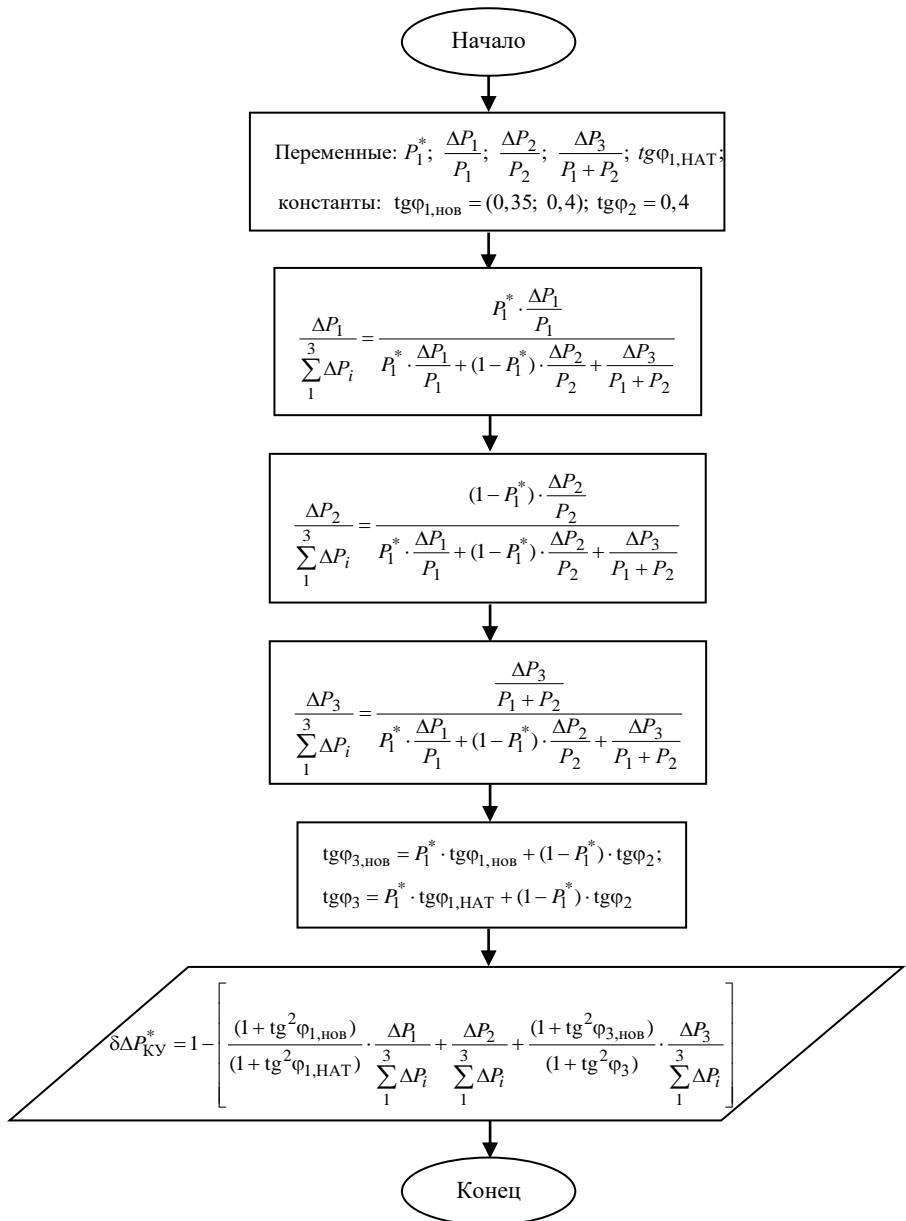 Начало
Переменные: P₁*; ΔP₁/P₁; ΔP₂/P₂; ΔP₃/(P₁ + P₂); tgφ₁,НАТ;
константы: tgφ₁,нов = (0,35; 0,4); tgφ₂ = 0,4
ΔP₁/∑₁³ΔPᵢ = (P₁* · ΔP₁/P₁)/(P₁* · ΔP₁/P₁ + (1 − P₁*) · ΔP₂/P₂ + ΔP₃/(P₁ + P₂))
ΔP₂/∑₁³ΔPᵢ = ((1 − P₁*) · ΔP₂/P₂)/(P₁* · ΔP₁/P₁ + (1 − P₁*) · ΔP₂/P₂ + ΔP₃/(P₁ + P₂))
ΔP₃/∑₁³ΔPᵢ = (ΔP₃/(P₁ + P₂))/(P₁* · ΔP₁/P₁ + (1 − P₁*) · ΔP₂/P₂ + ΔP₃/(P₁ + P₂))
tgφ₃,нов = P₁* · tgφ₁,нов + (1 − P₁*) · tgφ₂;
tgφ₃ = P₁* · tgφ₁,НАТ + (1 − P₁*) · tgφ₂
δΔP*КУ = 1 − [(1 + tg²φ₁,нов)/(1 + tg²φ₁,НАТ) · ΔP₁/∑₁³ΔPᵢ + ΔP₂/∑₁³ΔPᵢ + (1 + tg²φ₃,нов)/(1 + tg²φ₃) · ΔP₃/∑₁³ΔPᵢ]
Конец